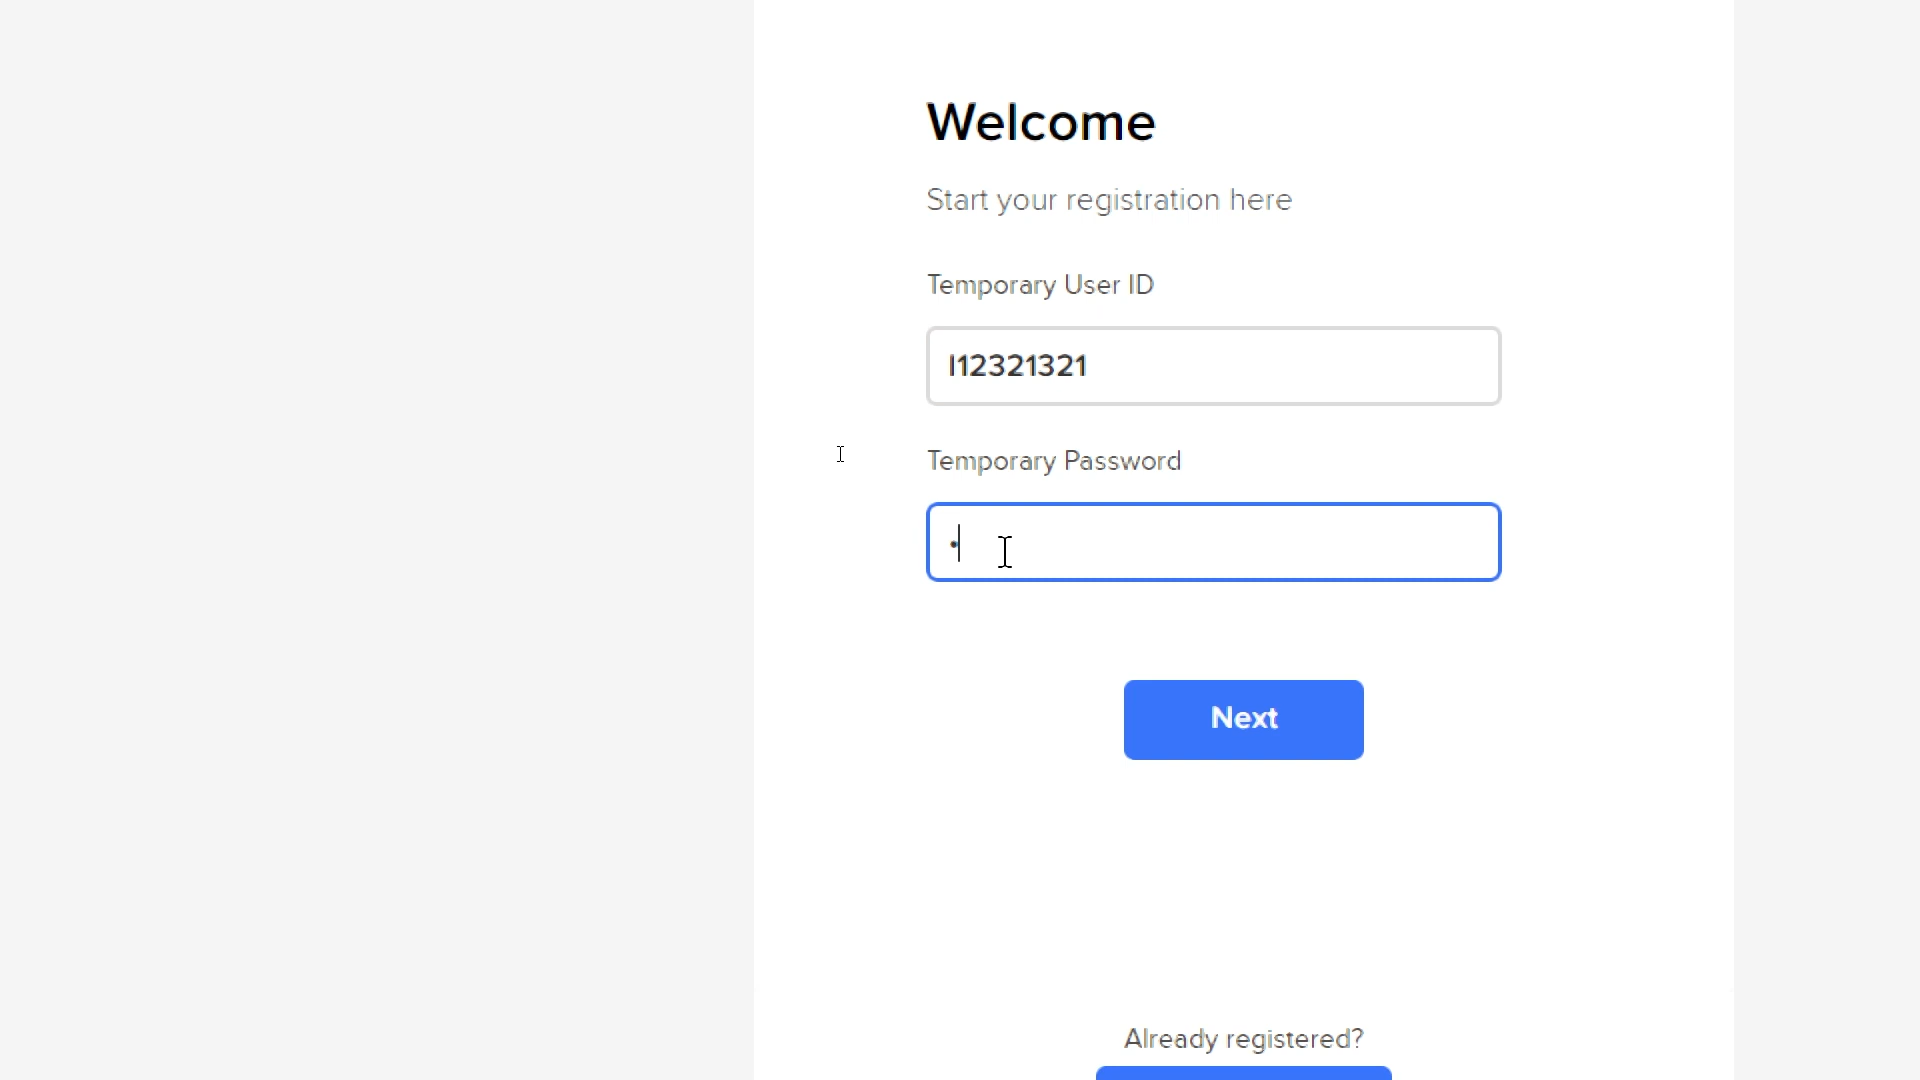 Welcome
Start your registration here
Temporary User ID
I12321321
Temporary Password
•
Next
Already registered?